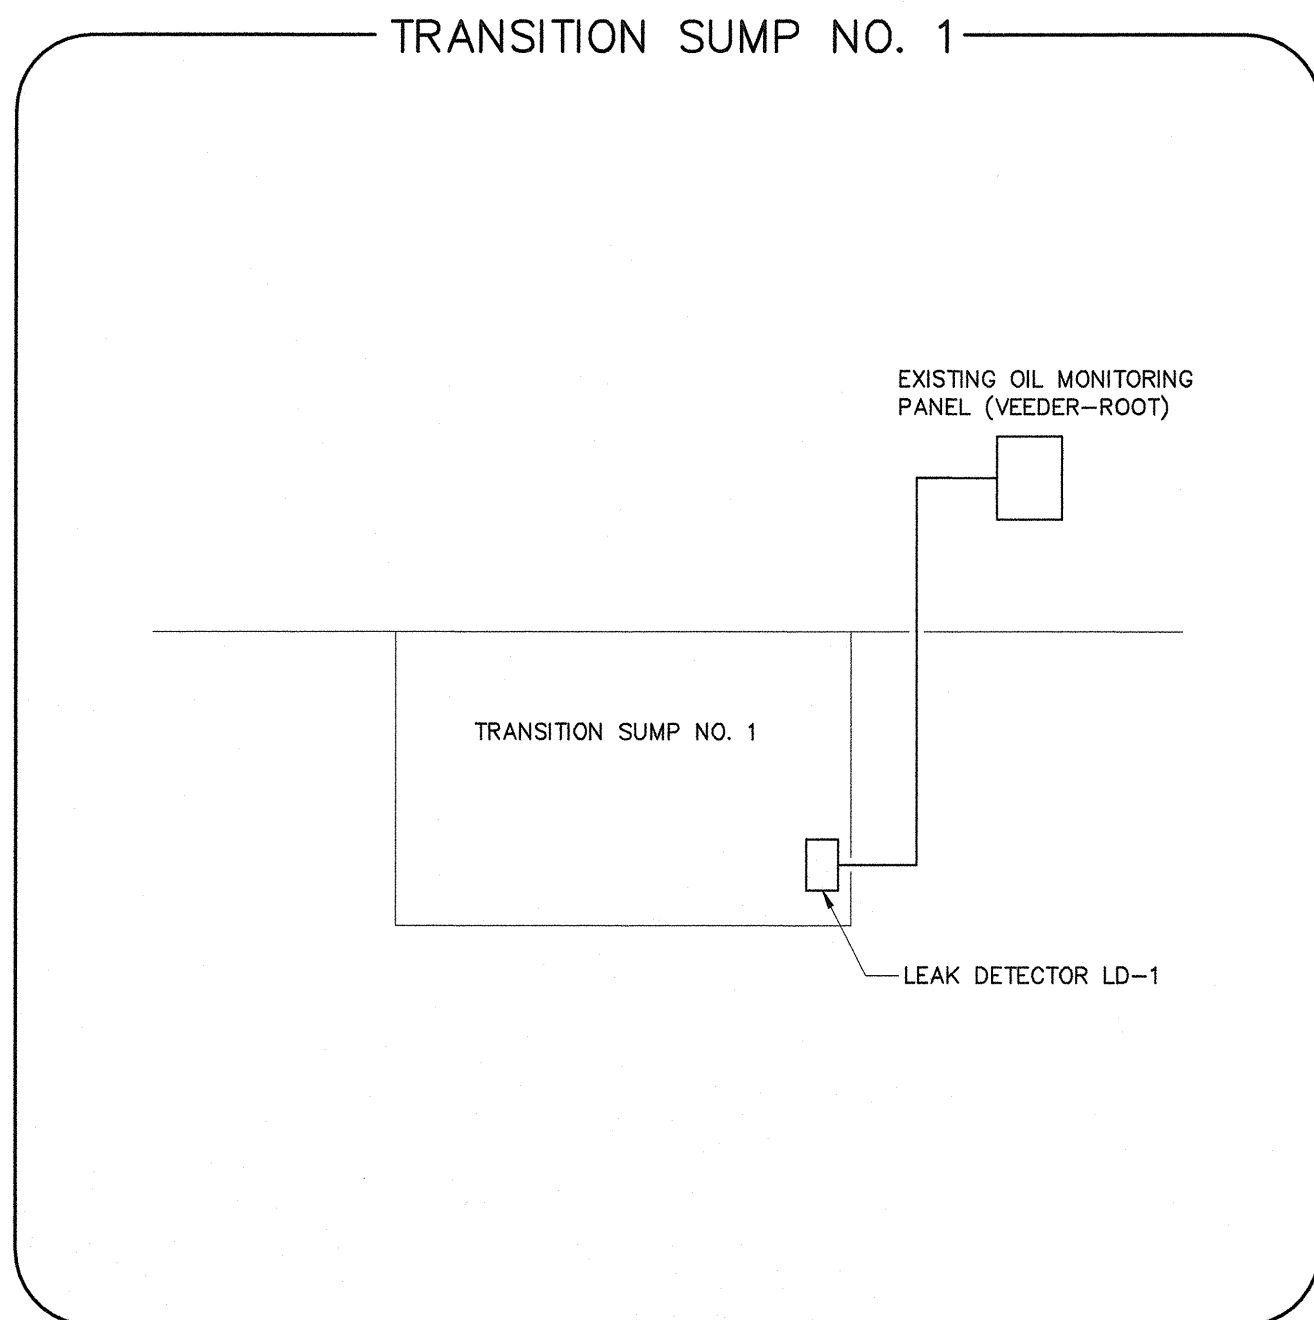 TRANSITION SUMP NO. 1
EXISTING OIL MONITORING
PANEL (VEEDER-ROOT)
TRANSITION SUMP NO. 1
LEAK DETECTOR LD-1